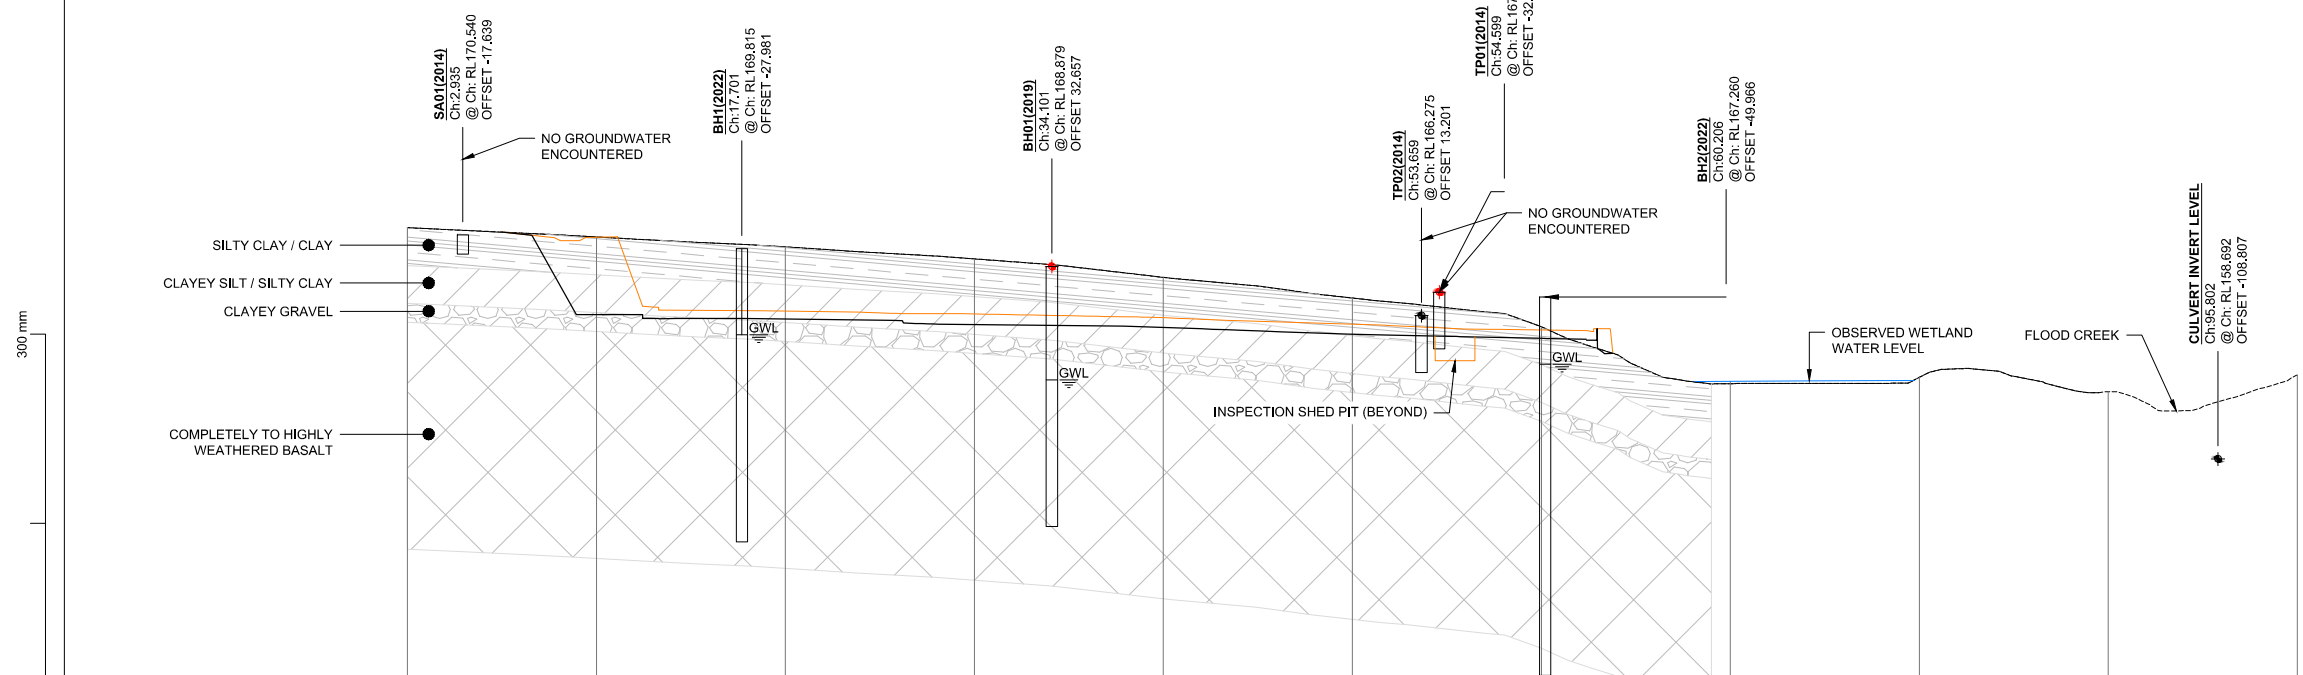 SA01(2014)
Ch:2.935
@ Ch: RL170.540
OFFSET -17.639
BH1(2022)
Ch:17.701
@ Ch: RL169.815
OFFSET -27.981
BH01(2019)
Ch:34.101
@ Ch: RL168.879
OFFSET 32.657
TP02(2014)
Ch:53.659
@ Ch: RL166.275
OFFSET 13.201
TP01(2014)
Ch:54.599
@ Ch: RL167
OFFSET -32.
BH2(2022)
Ch:60.206
@ Ch: RL167.260
OFFSET -49.966
CULVERT INVERT LEVEL
Ch:95.802
@ Ch: RL158.692
OFFSET -108.807
NO GROUNDWATER
ENCOUNTERED
NO GROUNDWATER
ENCOUNTERED
SILTY CLAY / CLAY
CLAYEY SILT / SILTY CLAY
CLAYEY GRAVEL
COMPLETELY TO HIGHLY
WEATHERED BASALT
300 mm
GWL
GWL
GWL
INSPECTION SHED PIT (BEYOND)
OBSERVED WETLAND
WATER LEVEL
FLOOD CREEK